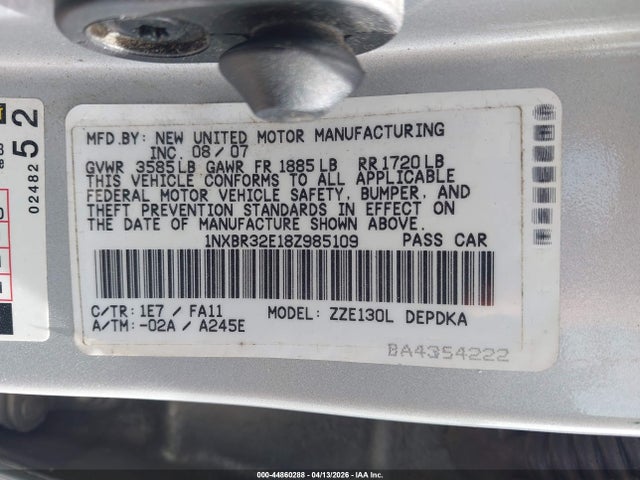 MFD.BY: NEW UNITED MOTOR MANUFACTURING
INC. 08/07
GVWR 3585LB GAWR FR 1885LB RR1720LB
THIS VEHICLE CONFORMS TO ALL APPLICABLE
FEDERAL MOTOR VEHICLE SAFETY, BUMPER, AND
THEFT PREVENTION STANDARDS IN EFFECT ON
THE DATE OF MANUFACTURE SHOWN ABOVE.
1NXBR32E18Z985109 PASS CAR
C/TR: 1E7 / FA11 MODEL: ZZE130L DEPDKA
A/TM: -02A / A245E
BA4354222
02482
52
000-44860288 - 04/13/2026 - IAA Inc.